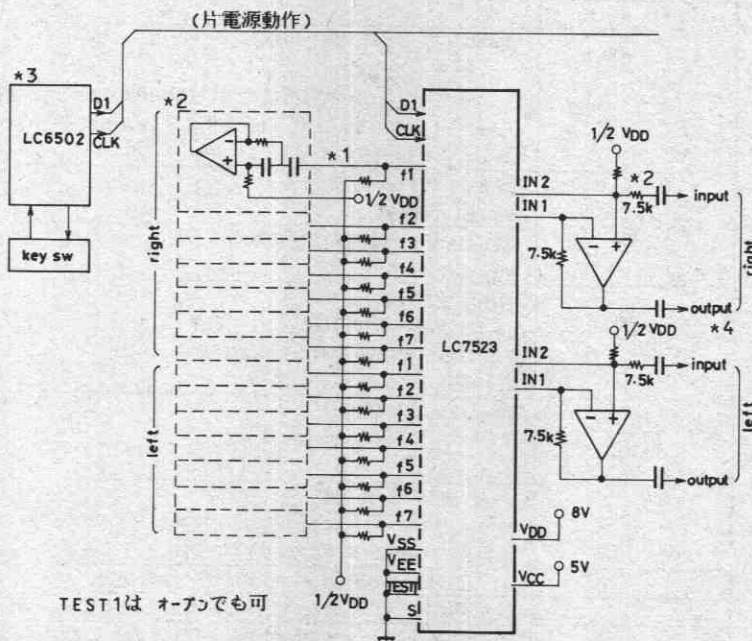 (片電源動作)
*3
LC6502
D1
CLK
key sw
*2
*1
1/2 VDD
right
left
f1
f2
f3
f4
f5
f6
f7
f1
f2
f3
f4
f5
f6
f7
VSS
VEE
TEST1
S
1/2VDD
TEST1は オープンでも可
D1
CLK
LC7523
IN2
IN1
1/2 VDD
*2
7.5k
input
7.5k
output
*4
right
1/2 VDD
IN2
IN1
7.5k
input
7.5k
output
left
VDD
8V
VCC
5V